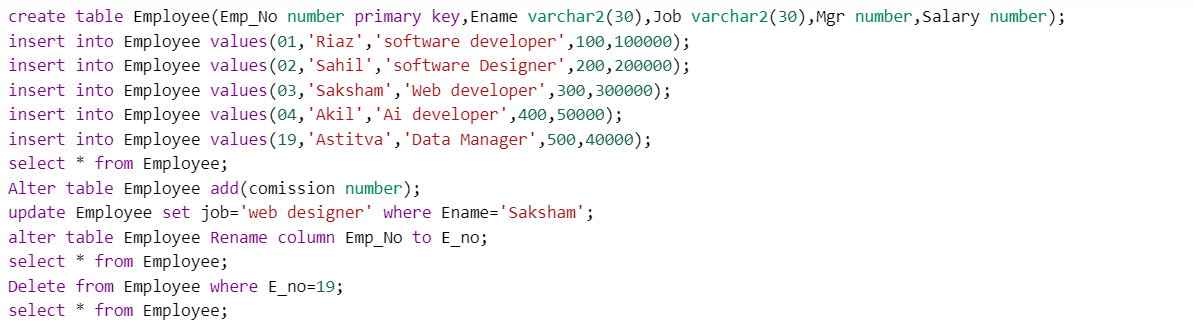 create table Employee(Emp_No number primary key,Ename varchar2(30),Job varchar2(30),Mgr number,Salary number);
insert into Employee values(01,'Riaz','software developer',100,100000);
insert into Employee values(02,'Sahil','software Designer',200,200000);
insert into Employee values(03,'Saksham','Web developer',300,300000);
insert into Employee values(04,'Akil','Ai developer',400,50000);
insert into Employee values(19,'Astitva','Data Manager',500,40000);
select * from Employee;
Alter table Employee add(comission number);
update Employee set job='web designer' where Ename='Saksham';
alter table Employee Rename column Emp_No to E_no;
select * from Employee;
Delete from Employee where E_no=19;
select * from Employee;